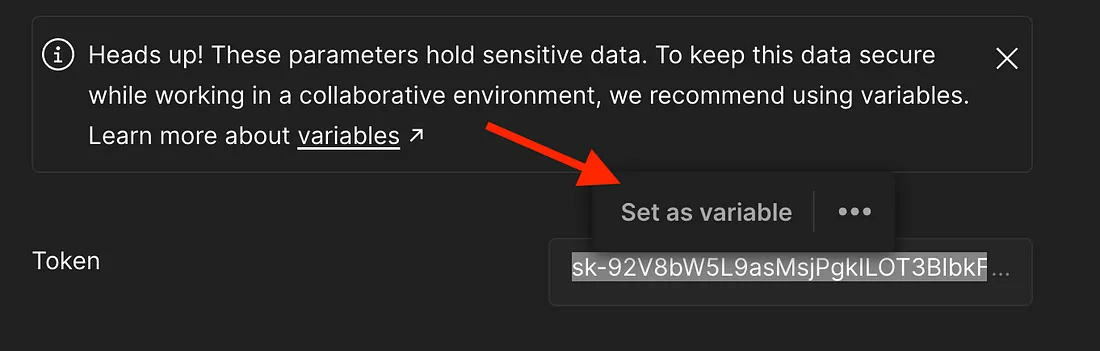 Heads up! These parameters hold sensitive data. To keep this data secure
while working in a collaborative environment, we recommend using variables.
Learn more about variables ↗
Set as variable •••
Token
sk-92V8bW5L9asMsjPgklLOT3BlbkF...